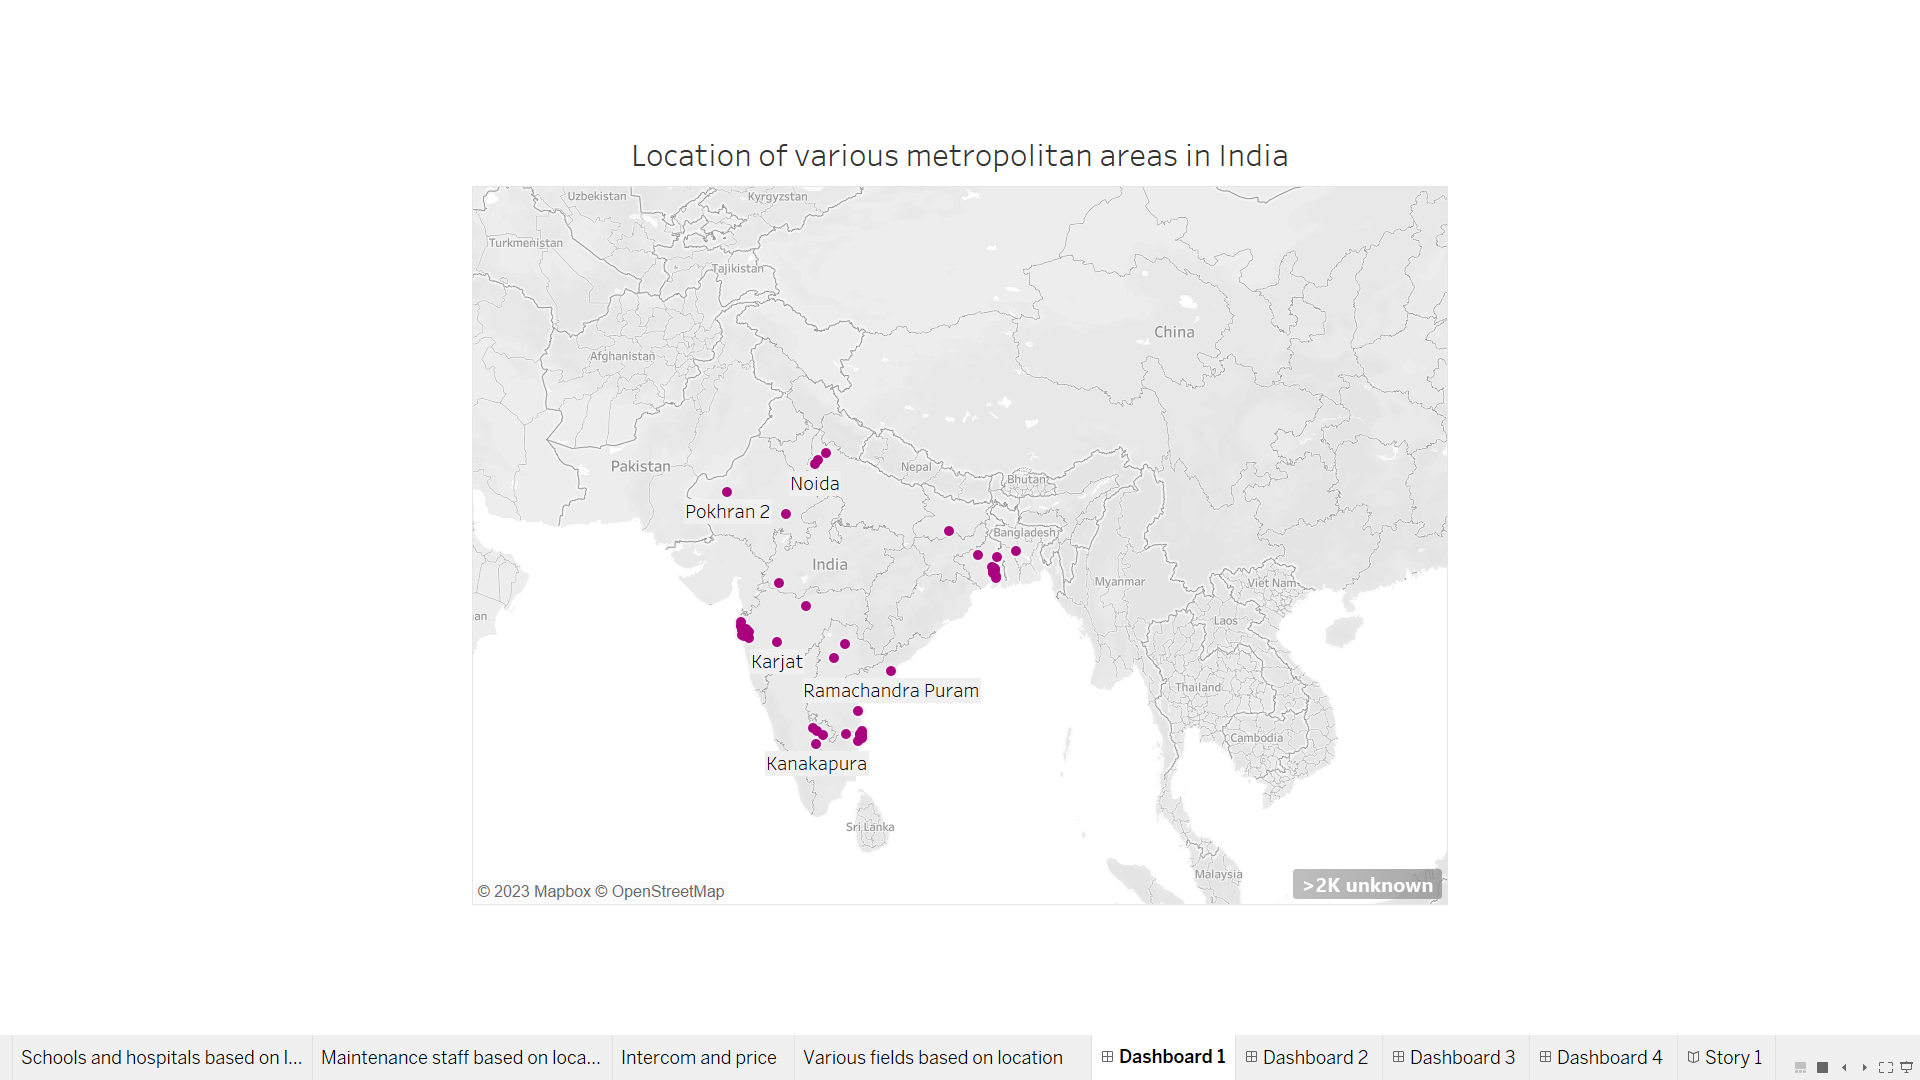 Location of various metropolitan areas in India
Uzbekistan
Kyrgyzstan
Turkmenistan
Tajikistan
China
Afghanistan
Pakistan
Nepal
Bhutan
Noida
Pokhran 2
Bangladesh
India
Myanmar
Viet Nam
an
Laos
Karjat
Ramachandra Puram
Thailand
Cambodia
Kanakapura
Sri Lanka
Malaysia
>2K unknown
© 2023 Mapbox © OpenStreetMap
Schools and hospitals based on l... Maintenance staff based on loca... Intercom and price Various fields based on location Dashboard 1 Dashboard 2 Dashboard 3 Dashboard 4 Story 1